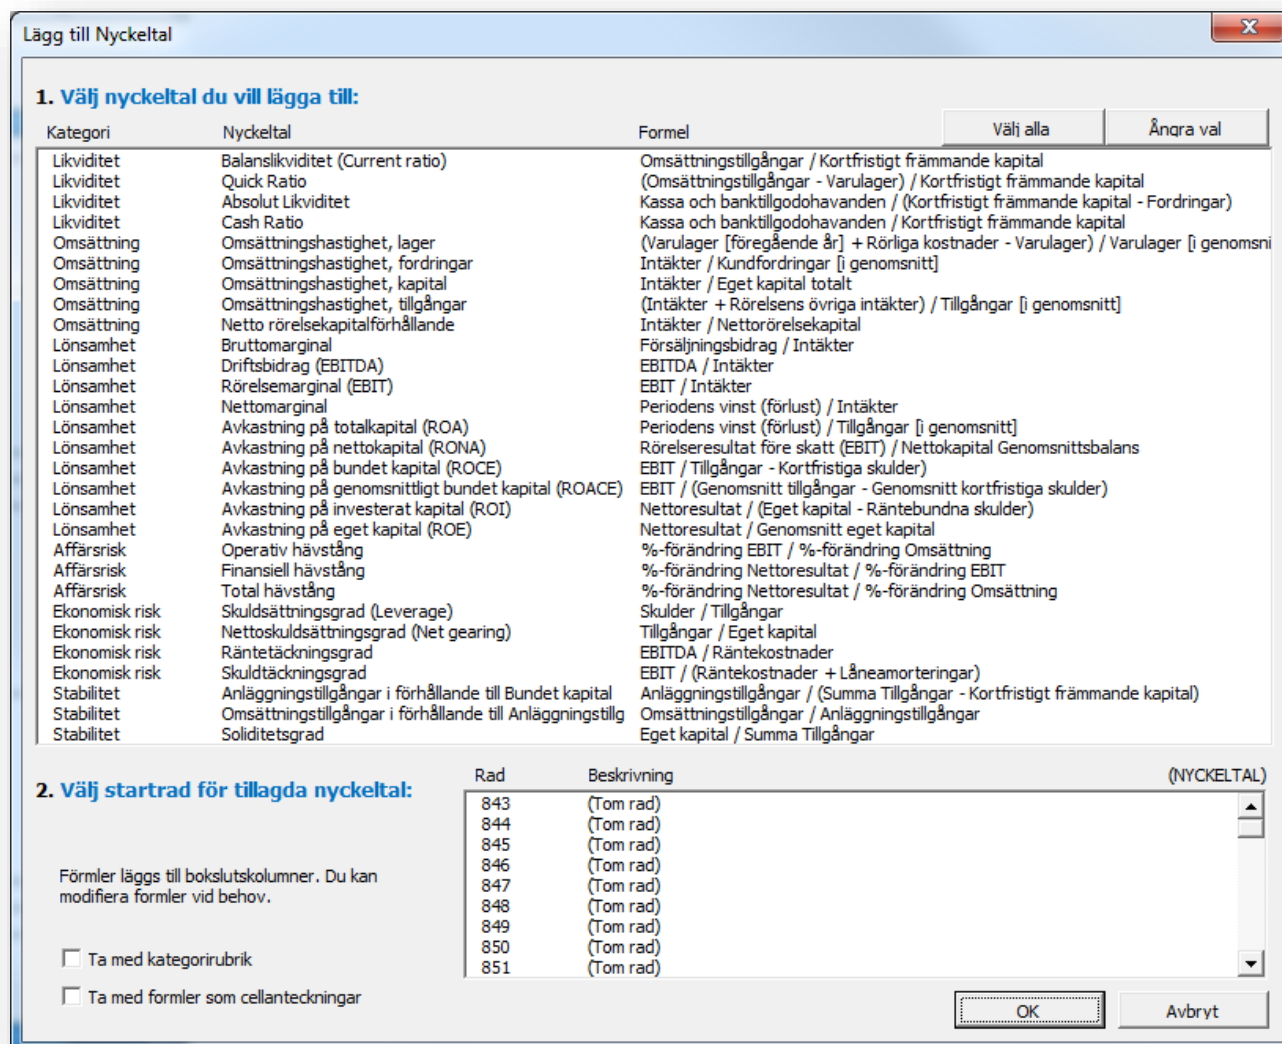 Lägg till Nyckeltal
1. Välj nyckeltal du vill lägga till:
Välj alla Ångra val
Kategori Nyckeltal Formel
Likviditet Balanslikviditet (Current ratio) Omsättningstillgångar / Kortfristigt främmande kapital
Likviditet Quick Ratio (Omsättningstillgångar - Varulager) / Kortfristigt främmande kapital
Likviditet Absolut Likviditet Kassa och banktillgodohavanden / (Kortfristigt främmande kapital - Fordringar)
Likviditet Cash Ratio Kassa och banktillgodohavanden / Kortfristigt främmande kapital
Omsättning Omsättningshastighet, lager (Varulager [föregående år] + Rörliga kostnader - Varulager) / Varulager [i genomsni
Omsättning Omsättningshastighet, fordringar Intäkter / Kundfordringar [i genomsnitt]
Omsättning Omsättningshastighet, kapital Intäkter / Eget kapital totalt
Omsättning Omsättningshastighet, tillgångar (Intäkter + Rörelsens övriga intäkter) / Tillgångar [i genomsnitt]
Omsättning Netto rörelsekapitalförhållande Intäkter / Nettorörelsekapital
Lönsamhet Bruttomarginal Försäljningsbidrag / Intäkter
Lönsamhet Driftsbidrag (EBITDA) EBITDA / Intäkter
Lönsamhet Rörelsemarginal (EBIT) EBIT / Intäkter
Lönsamhet Nettomarginal Periodens vinst (förlust) / Intäkter
Lönsamhet Avkastning på totalkapital (ROA) Periodens vinst (förlust) / Tillgångar [i genomsnitt]
Lönsamhet Avkastning på nettokapital (RONA) Rörelseresultat före skatt (EBIT) / Nettokapital Genomsnittsbalans
Lönsamhet Avkastning på bundet kapital (ROCE) EBIT / Tillgångar - Kortfristiga skulder)
Lönsamhet Avkastning på genomsnittligt bundet kapital (ROACE) EBIT / (Genomsnitt tillgångar - Genomsnitt kortfristiga skulder)
Lönsamhet Avkastning på investerat kapital (ROI) Nettoresultat / (Eget kapital - Räntebundna skulder)
Lönsamhet Avkastning på eget kapital (ROE) Nettoresultat / Genomsnitt eget kapital
Affärsrisk Operativ hävstång %-förändring EBIT / %-förändring Omsättning
Affärsrisk Finansiell hävstång %-förändring Nettoresultat / %-förändring EBIT
Affärsrisk Total hävstång %-förändring Nettoresultat / %-förändring Omsättning
Ekonomisk risk Skuldsättningsgrad (Leverage) Skulder / Tillgångar
Ekonomisk risk Nettoskuldsättningsgrad (Net gearing) Tillgångar / Eget kapital
Ekonomisk risk Räntetäckningsgrad EBITDA / Räntekostnader
Ekonomisk risk Skuldtäckningsgrad EBIT / (Räntekostnader + Låneamorteringar)
Stabilitet Anläggningstillgångar i förhållande till Bundet kapital Anläggningstillgångar / (Summa Tillgångar - Kortfristigt främmande kapital)
Stabilitet Omsättningstillgångar i förhållande till Anläggningstillg Omsättningstillgångar / Anläggningstillgångar
Stabilitet Soliditetsgrad Eget kapital / Summa Tillgångar
2. Välj startrad för tillagda nyckeltal:
Rad Beskrivning (NYCKELTAL)
843 (Tom rad)
844 (Tom rad)
845 (Tom rad)
846 (Tom rad)
847 (Tom rad)
848 (Tom rad)
849 (Tom rad)
850 (Tom rad)
851 (Tom rad)
Förmler läggs till bokslutskolumner. Du kan
modifiera formler vid behov.
Ta med kategorirubrik
Ta med formler som cellanteckningar
OK Avbryt